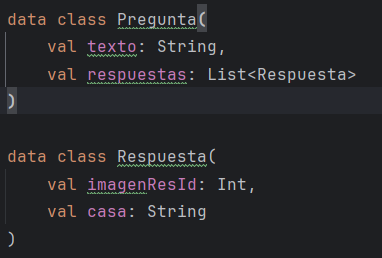 data class Pregunta(
    val texto: String,
    val respuestas: List<Respuesta>
)
data class Respuesta(
    val imagenResId: Int,
    val casa: String
)